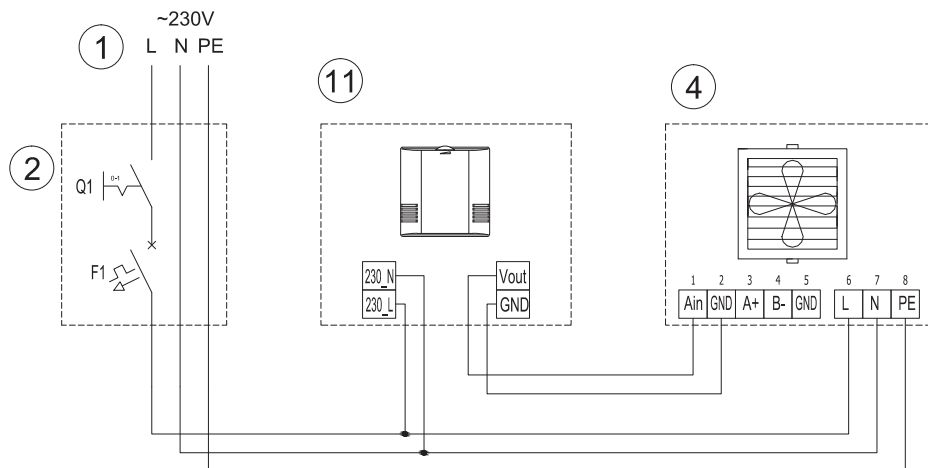 ~230V
1 L N PE
11
4
2
Q1 0-1
F1
230_N Vout
230_L GND
1 2 3 4 5 6 7 8
Ain GND A+ B- GND L N PE